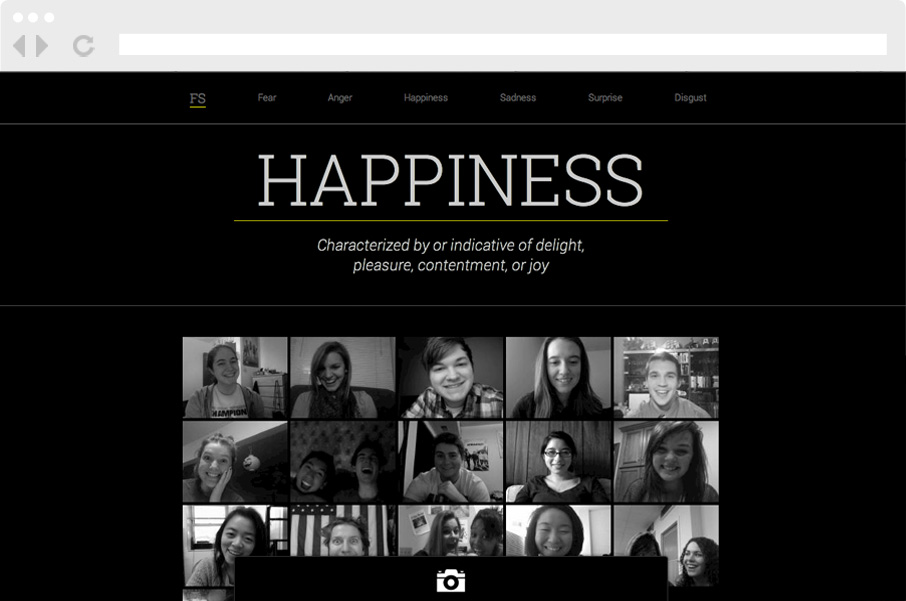 FS Fear Anger Happiness Sadness Surprise Disgust
HAPPINESS
Characterized by or indicative of delight,
pleasure, contentment, or joy
CHAMPION